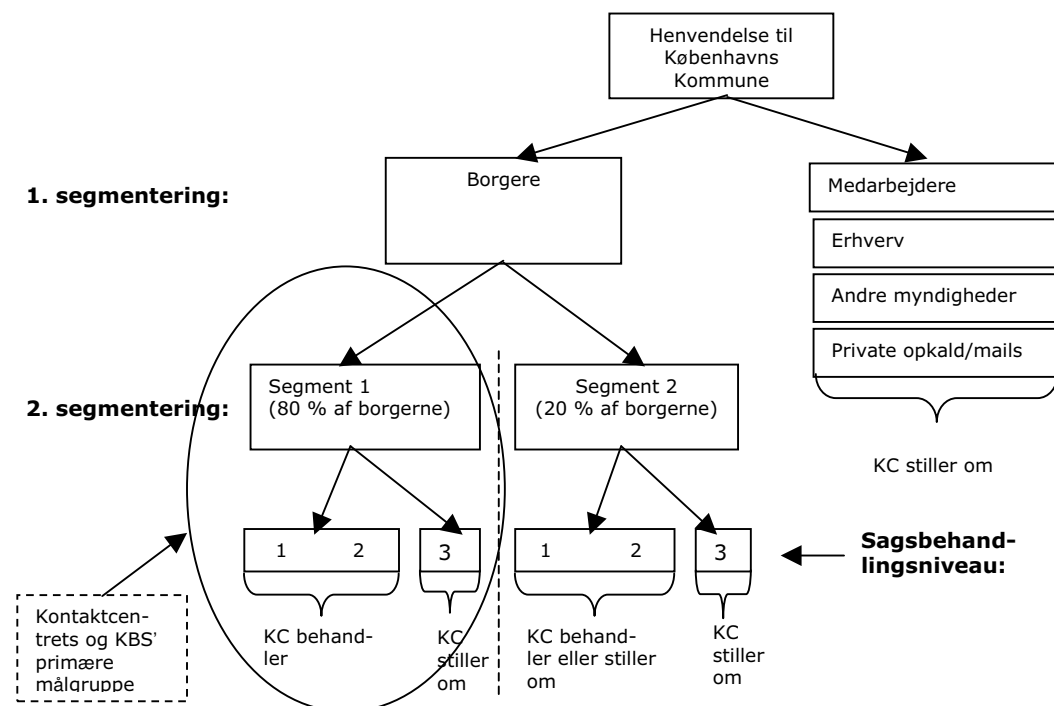 Henvendelse til
Københavns
Kommune
1. segmentering:
Borgere
Medarbejdere
Erhverv
Andre myndigheder
Private opkald/mails
KC stiller om
2. segmentering:
Segment 1
(80 % af borgerne)
Segment 2
(20 % af borgerne)
1 2
3
1 2
3
Sagsbehand-
lingsniveau:
KC behand-
ler
KC
stiller
om
KC behand-
ler eller stiller
om
KC
stiller
om
Kontaktcen-
trets og KBS’
primære
målgruppe